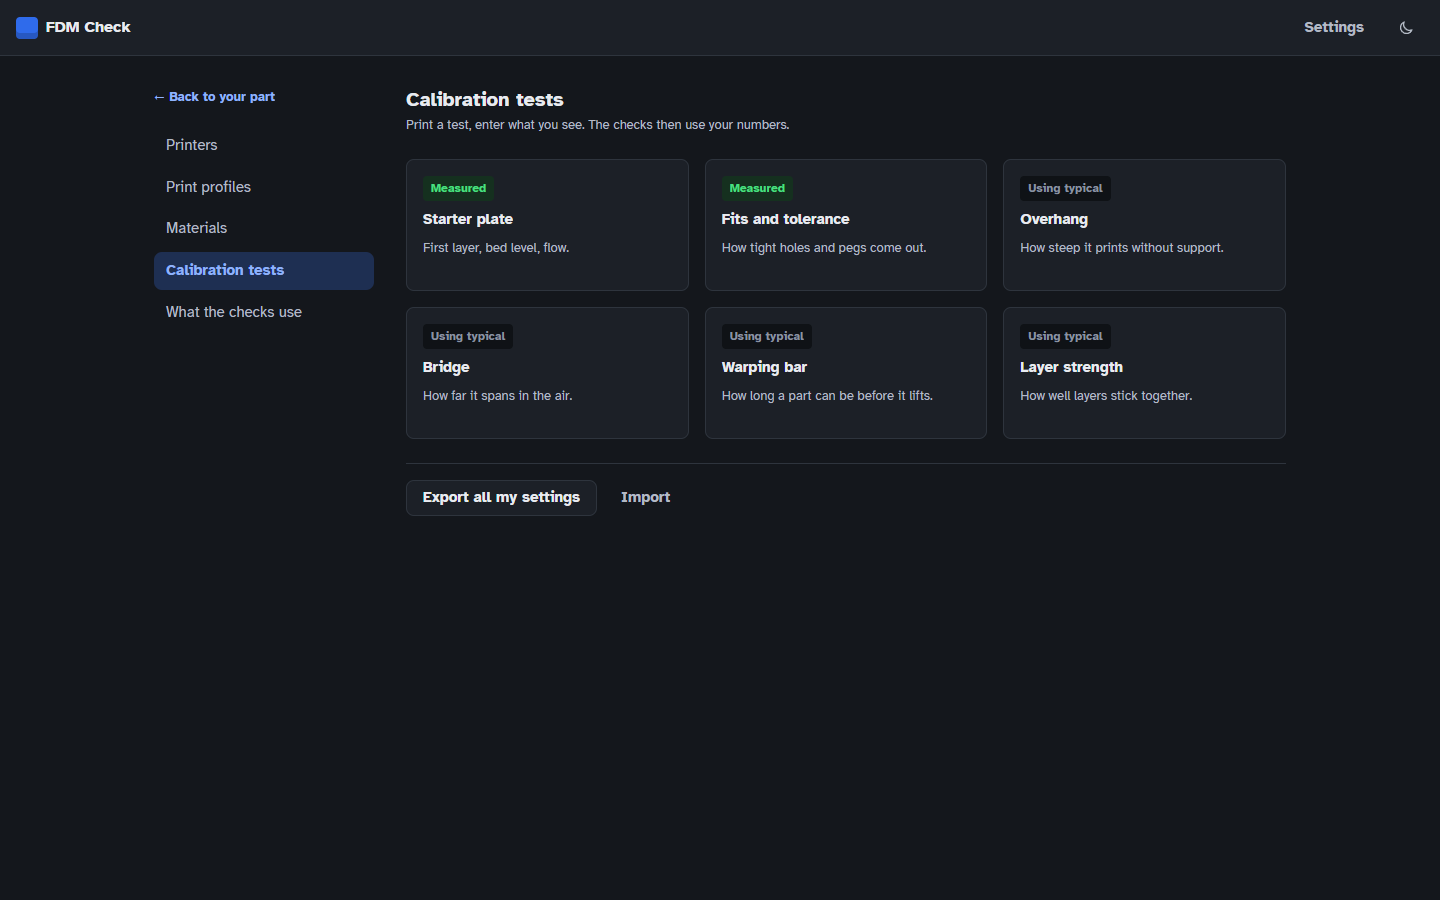 FDM Check
Settings
← Back to your part
Printers
Print profiles
Materials
Calibration tests
What the checks use
Calibration tests
Print a test, enter what you see. The checks then use your numbers.
Measured
Starter plate
First layer, bed level, flow.
Measured
Fits and tolerance
How tight holes and pegs come out.
Using typical
Overhang
How steep it prints without support.
Using typical
Bridge
How far it spans in the air.
Using typical
Warping bar
How long a part can be before it lifts.
Using typical
Layer strength
How well layers stick together.
Export all my settings
Import